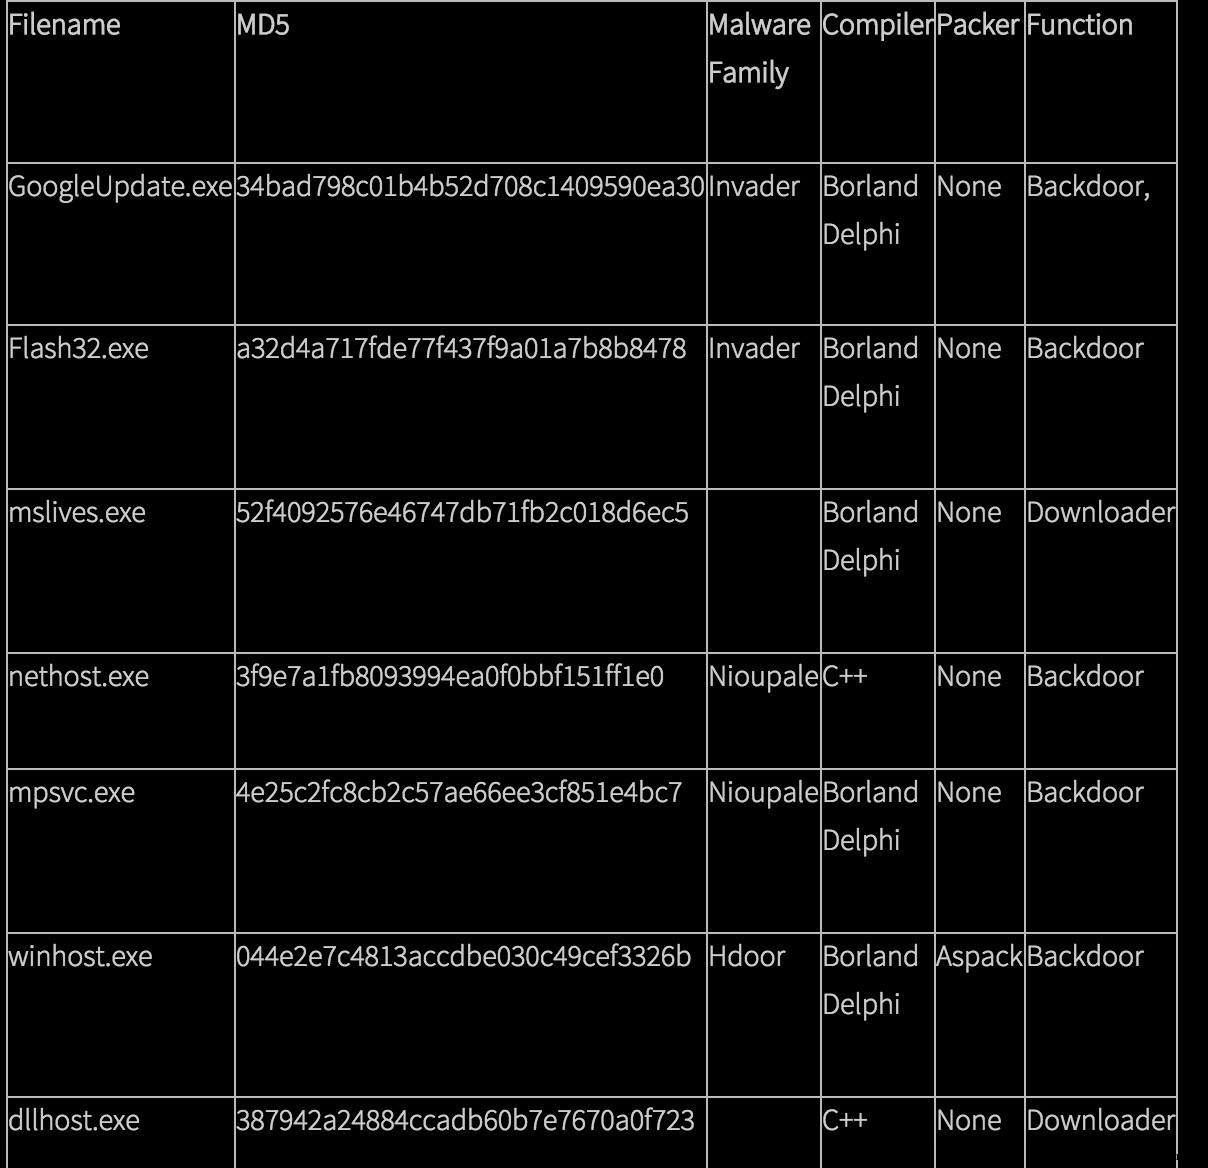 Filename MD5 Malware Compiler Packer Function
Family
GoogleUpdate.exe 34bad798c01b4b52d708c1409590ea30 Invader Borland None Backdoor,
Delphi
Flash32.exe a32d4a717fde77f437f9a01a7b8b8478 Invader Borland None Backdoor
Delphi
mslives.exe 52f4092576e46747db71fb2c018d6ec5 Borland None Downloader
Delphi
nethost.exe 3f9e7a1fb8093994ea0f0bbf151ff1e0 Nioupale C++ None Backdoor
mpsvc.exe 4e25c2fc8cb2c57ae66ee3cf851e4bc7 Nioupale Borland None Backdoor
Delphi
winhost.exe 044e2e7c4813accdbe030c49cef3326b Hdoor Borland Aspack Backdoor
Delphi
dllhost.exe 387942a24884ccadb60b7e7670a0f723 C++ None Downloader